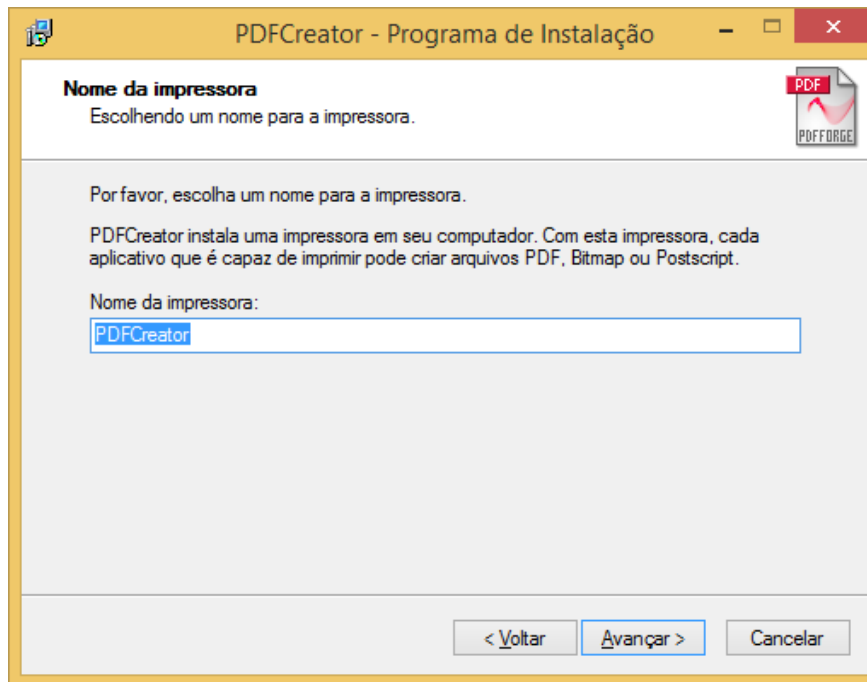 PDFCreator - Programa de Instalação
Nome da impressora
Escolhendo um nome para a impressora.
PDF
PDFFORGE
Por favor, escolha um nome para a impressora.
PDFCreator instala uma impressora em seu computador. Com esta impressora, cada
aplicativo que é capaz de imprimir pode criar arquivos PDF, Bitmap ou Postscript.
Nome da impressora:
PDFCreator
< Voltar
Avançar >
Cancelar